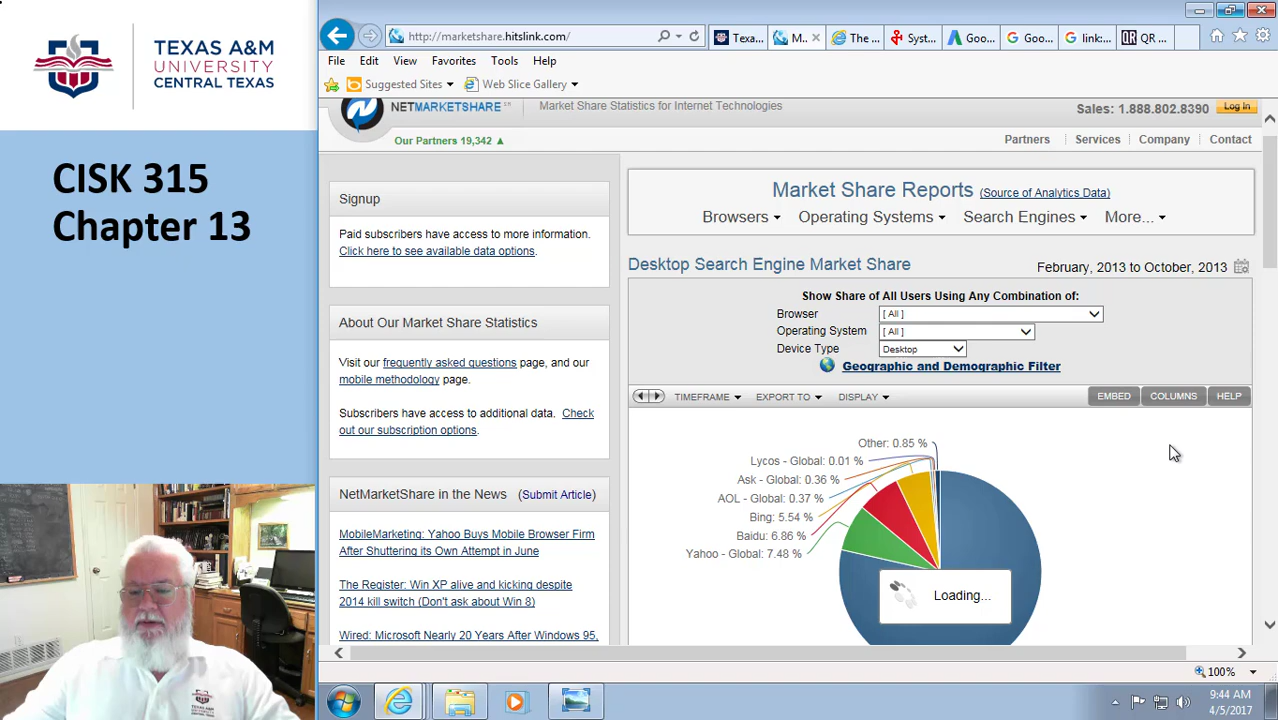 TEXAS A&M
UNIVERSITY
CENTRAL TEXAS
CISK 315
Chapter 13
http://marketshare.hitslink.com/
Texa...
M..
The ...
Syst...
Goo...
Goo...
link:...
QR ...
File Edit View Favorites Tools Help
Suggested Sites
Web Slice Gallery
NETMARKETSHARE
Market Share Statistics for Internet Technologies
Sales: 1.888.802.8390
Log In
Our Partners 19,342 ▲
Partners Services Company Contact
Signup
Paid subscribers have access to more information.
Click here to see available data options.
About Our Market Share Statistics
Visit our frequently asked questions page, and our
mobile methodology page.
Subscribers have access to additional data. Check
out our subscription options.
NetMarketShare in the News (Submit Article)
MobileMarketing: Yahoo Buys Mobile Browser Firm
After Shuttering its Own Attempt in June
The Register: Win XP alive and kicking despite
2014 kill switch (Don't ask about Win 8)
Wired: Microsoft Nearly 20 Years After Windows 95,
Market Share Reports (Source of Analytics Data)
Browsers Operating Systems Search Engines More...
Desktop Search Engine Market Share
February, 2013 to October, 2013
Show Share of All Users Using Any Combination of:
Browser [ All ]
Operating System [ All ]
Device Type Desktop
Geographic and Demographic Filter
TIMEFRAME EXPORT TO DISPLAY EMBED COLUMNS HELP
Other: 0.85 %
Lycos - Global: 0.01 %
Ask - Global: 0.36 %
AOL - Global: 0.37 %
Bing: 5.54 %
Baidu: 6.86 %
Yahoo - Global: 7.48 %
Loading...
100%
9:44 AM
4/5/2017